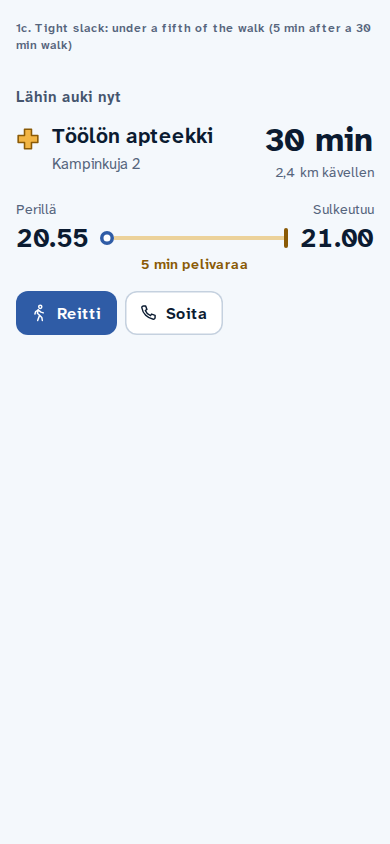 1c. Tight slack: under a fifth of the walk (5 min after a 30
min walk)
Lähin auki nyt
Töölön apteekki
30 min
Kampinkuja 2
2,4 km kävellen
Perillä
Sulkeutuu
20.55
21.00
5 min pelivaraa
Reitti
Soita